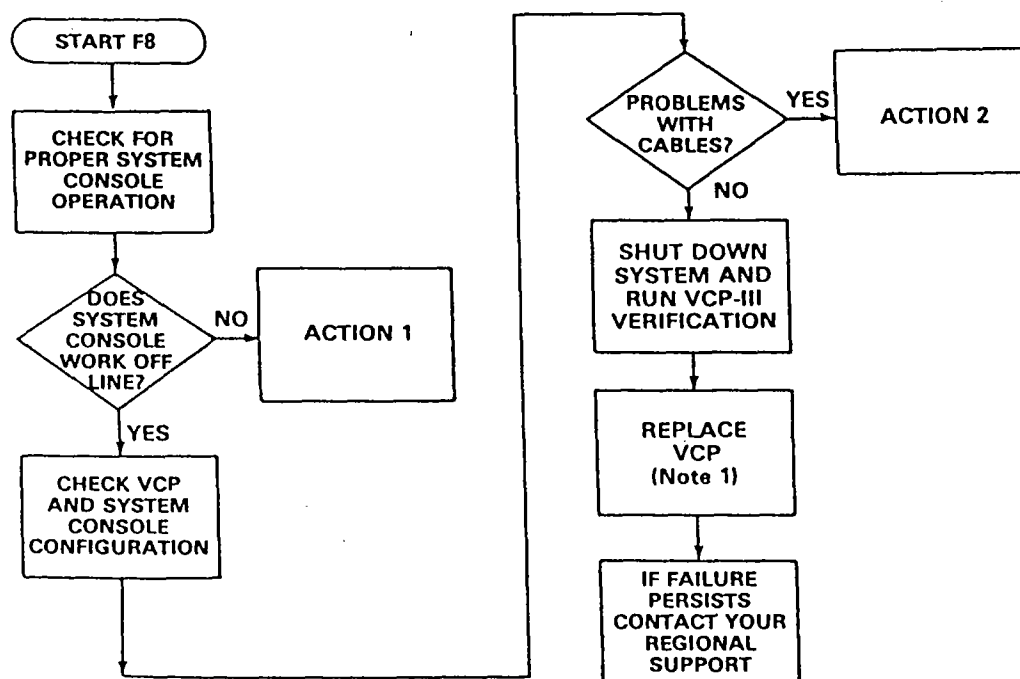 START F8
CHECK FOR
PROPER SYSTEM
CONSOLE
OPERATION
DOES
SYSTEM
CONSOLE
WORK OFF
LINE?
NO
ACTION 1
YES
CHECK VCP
AND SYSTEM
CONSOLE
CONFIGURATION
PROBLEMS
WITH
CABLES?
YES
ACTION 2
NO
SHUT DOWN
SYSTEM AND
RUN VCP-III
VERIFICATION
REPLACE
VCP
(Note 1)
IF FAILURE
PERSISTS
CONTACT YOUR
REGIONAL
SUPPORT